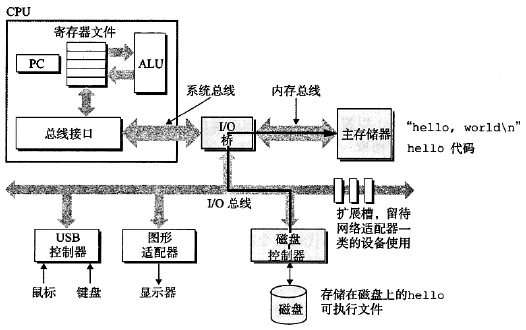 CPU
寄存器文件
PC
ALU
系统总线
内存总线
总线接口
I/O
桥
主存储器
“hello, world\n”
hello 代码
I/O 总线
扩展槽，留待
网络适配器一
类的设备使用
USB
控制器
图形
适配器
磁盘
控制器
鼠标
键盘
显示器
磁盘
存储在磁盘上的hello
可执行文件